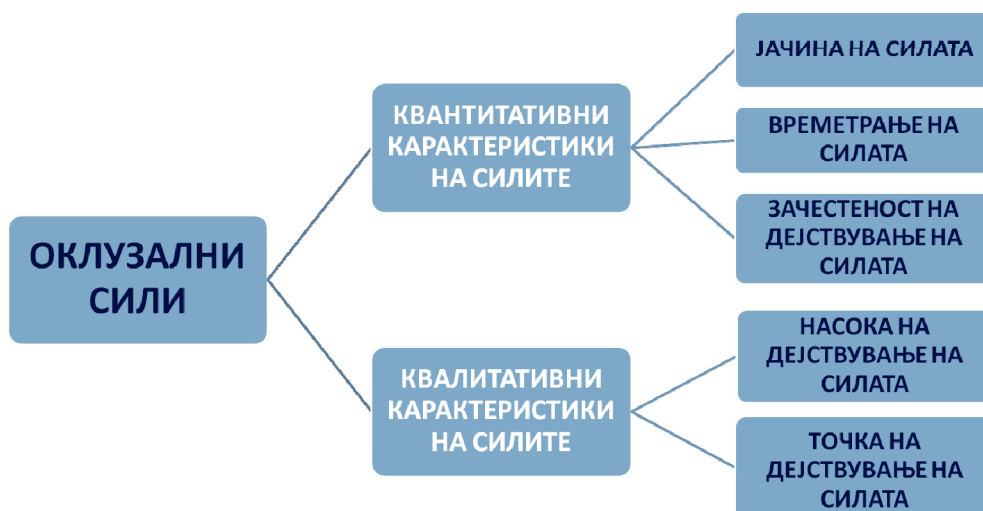 ОКЛУЗАЛНИ
СИЛИ
КВАНТИТАТИВНИ
КАРАКТЕРИСТИКИ
НА СИЛИТЕ
ЈАЧИНА НА СИЛАТА
ВРЕМЕТРАЊЕ НА
СИЛАТА
ЗАЧЕСТЕНОСТ НА
ДЕЈСТВУВАЊЕ НА
СИЛАТА
КВАЛИТАТИВНИ
КАРАКТЕРИСТИКИ
НА СИЛИТЕ
НАСОКА НА
ДЕЈСТВУВАЊЕ НА
СИЛАТА
ТОЧКА НА
ДЕЈСТВУВАЊЕ НА
СИЛАТА